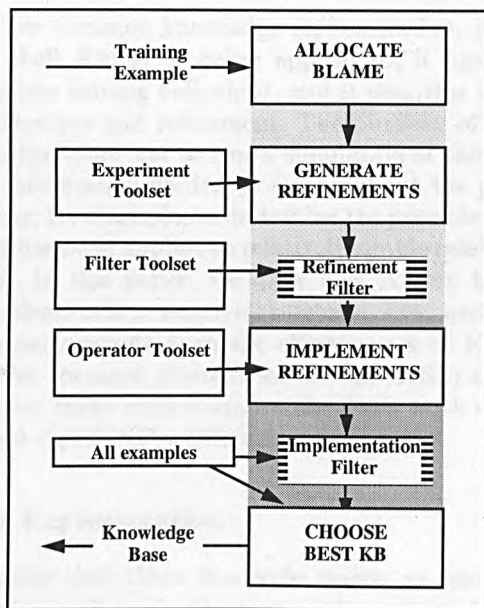 Training
Example
ALLOCATE
BLAME
Experiment
Toolset
GENERATE
REFINEMENTS
Filter Toolset
Refinement
Filter
Operator Toolset
IMPLEMENT
REFINEMENTS
All examples
Implementation
Filter
Knowledge
Base
CHOOSE
BEST KB